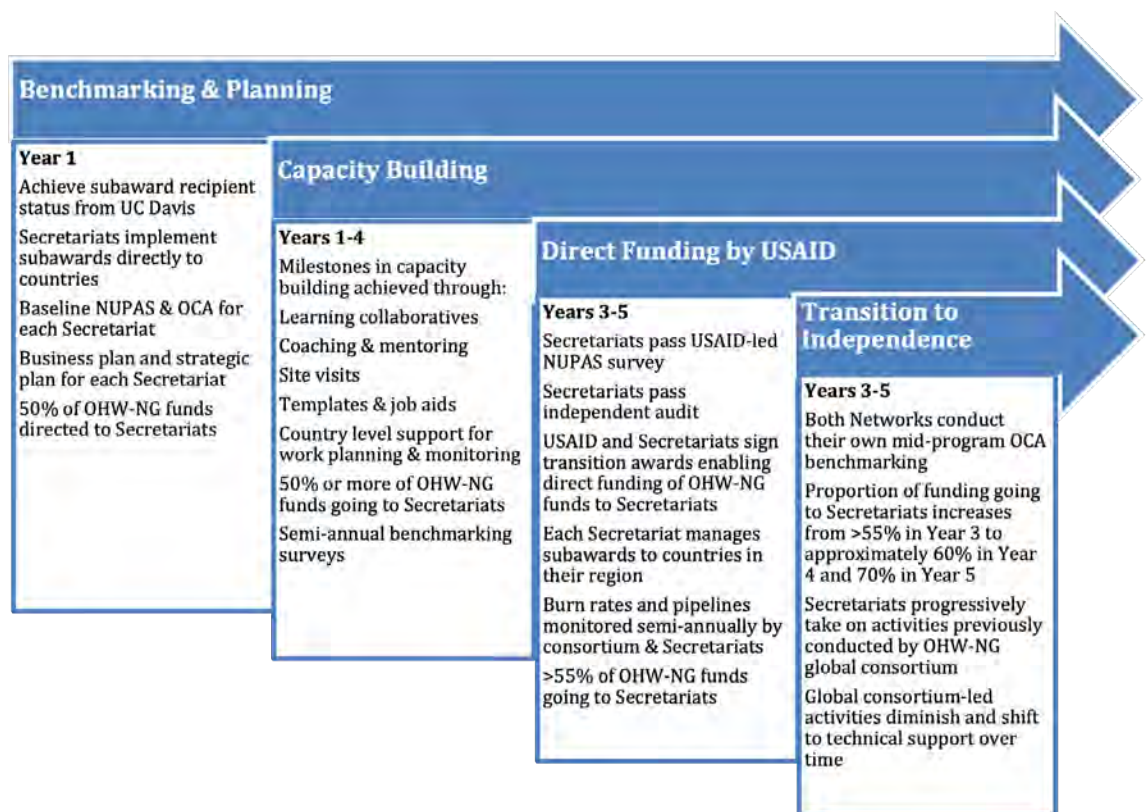 Benchmarking & Planning
Year 1
Achieve subaward recipient
status from UC Davis
Secretariats implement
subawards directly to
countries
Baseline NUPAS & OCA for
each Secretariat
Business plan and strategic
plan for each Secretariat
50% of OHW-NG funds
directed to Secretariats
Capacity Building
Years 1-4
Milestones in capacity
building achieved through:
Learning collaboratives
Coaching & mentoring
Site visits
Templates & job aids
Country level support for
work planning & monitoring
50% or more of OHW-NG
funds going to Secretariats
Semi-annual benchmarking
surveys
Direct Funding by USAID
Years 3-5
Secretariats pass USAID-led
NUPAS survey
Secretariats pass
independent audit
USAID and Secretariats sign
transition awards enabling
direct funding of OHW-NG
funds to Secretariats
Each Secretariat manages
subawards to countries in
their region
Burn rates and pipelines
monitored semi-annually by
consortium & Secretariats
>55% of OHW-NG funds
going to Secretariats
Transition to
Independence
Years 3-5
Both Networks conduct
their own mid-program OCA
benchmarking
Proportion of funding going
to Secretariats increases
from >55% in Year 3 to
approximately 60% in Year
4 and 70% in Year 5
Secretariats progressively
take on activities previously
conducted by OHW-NG
global consortium
Global consortium-led
activities diminish and shift
to technical support over
time